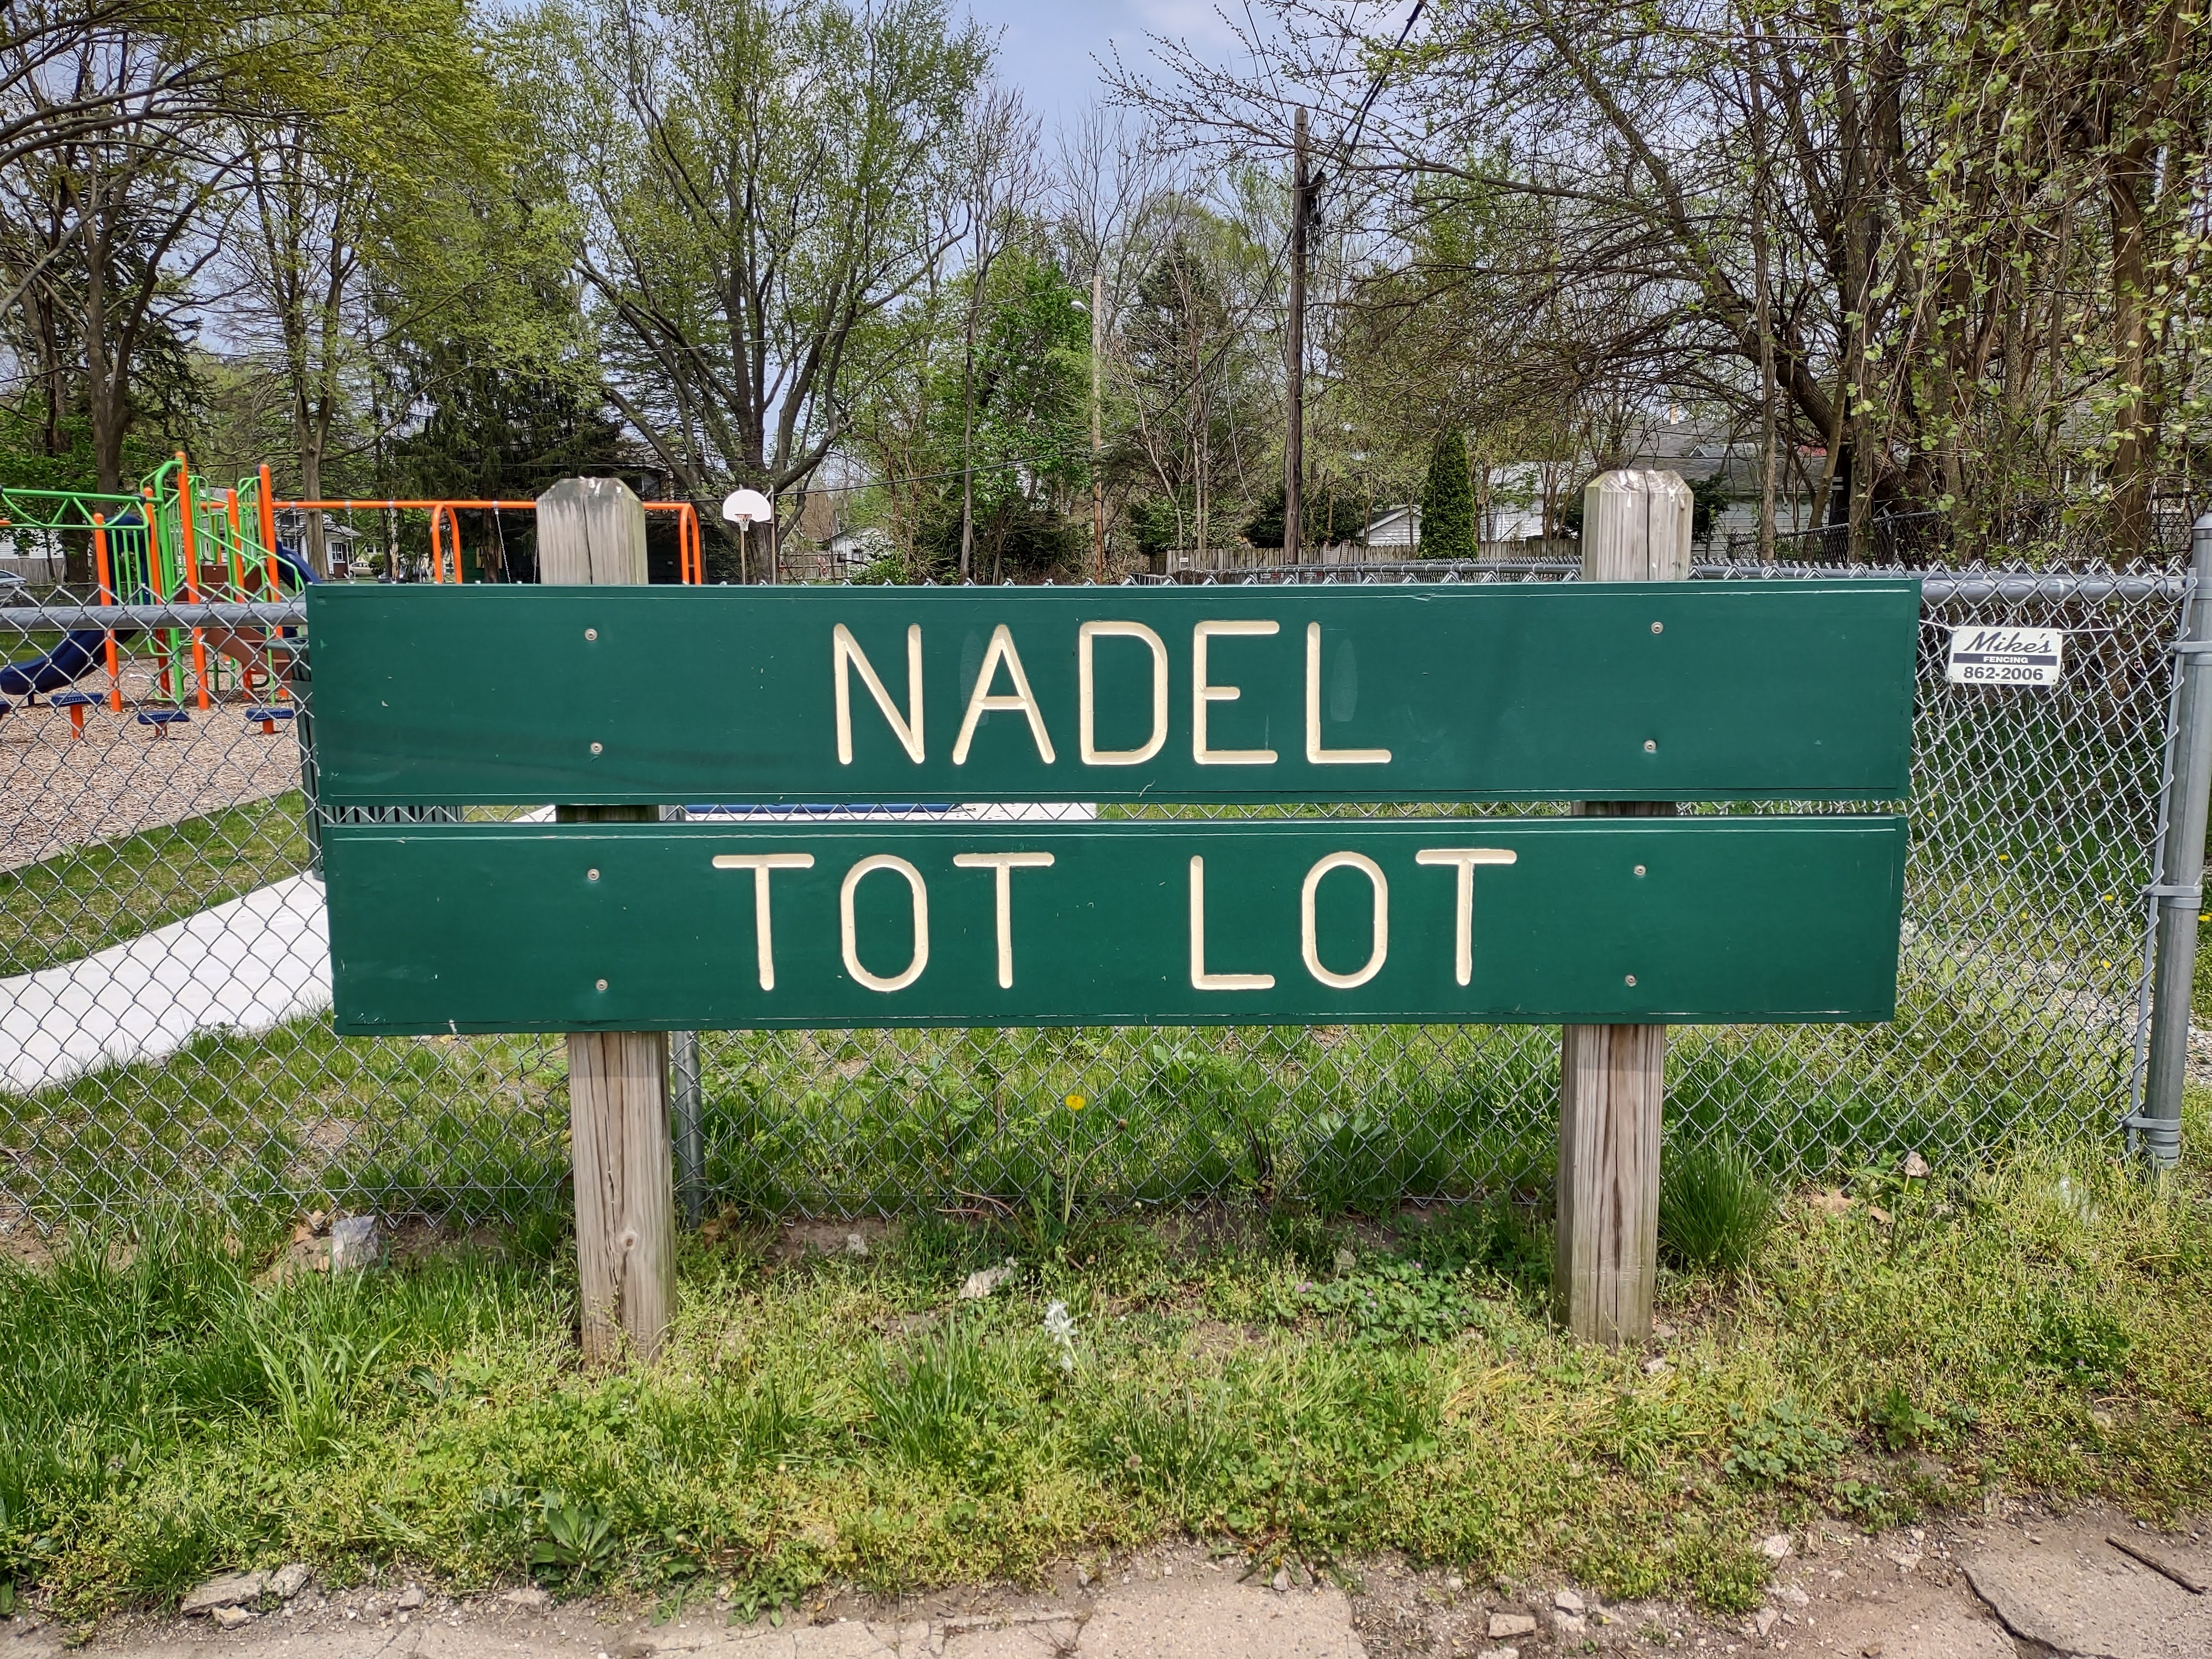 NADEL
TOT LOT
Mike's
FENCING
862-2006